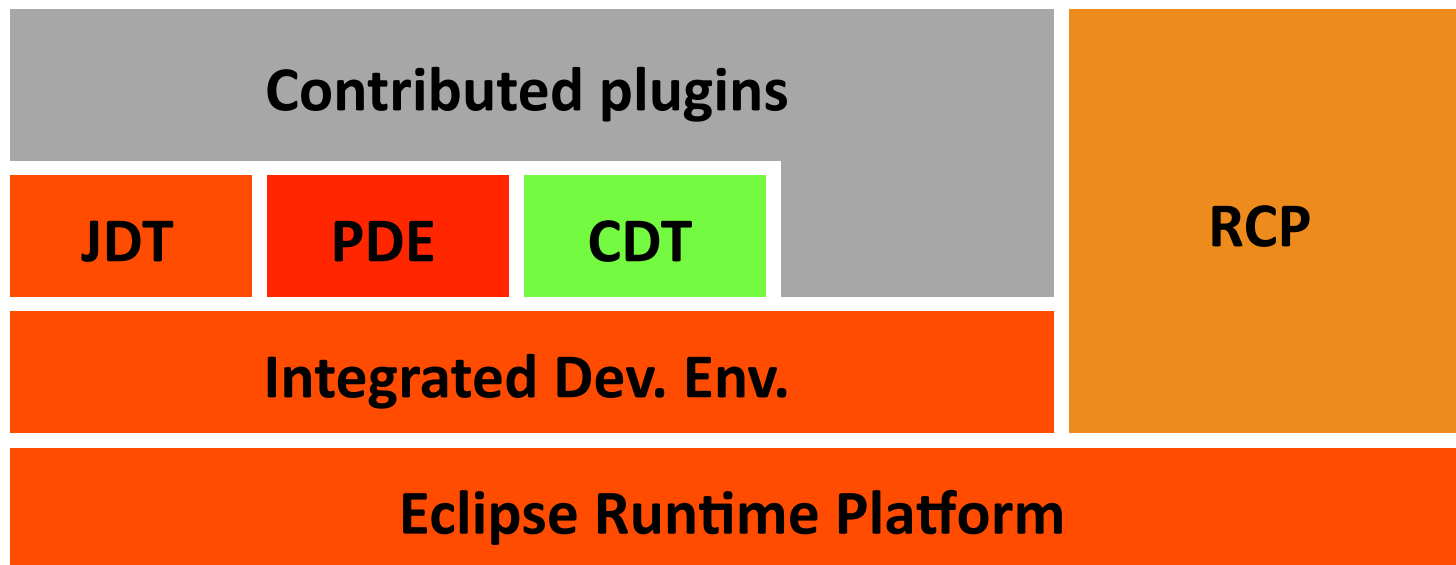 Contributed plugins
JDT
PDE
CDT
RCP
Integrated Dev. Env.
Eclipse Runtime Platform